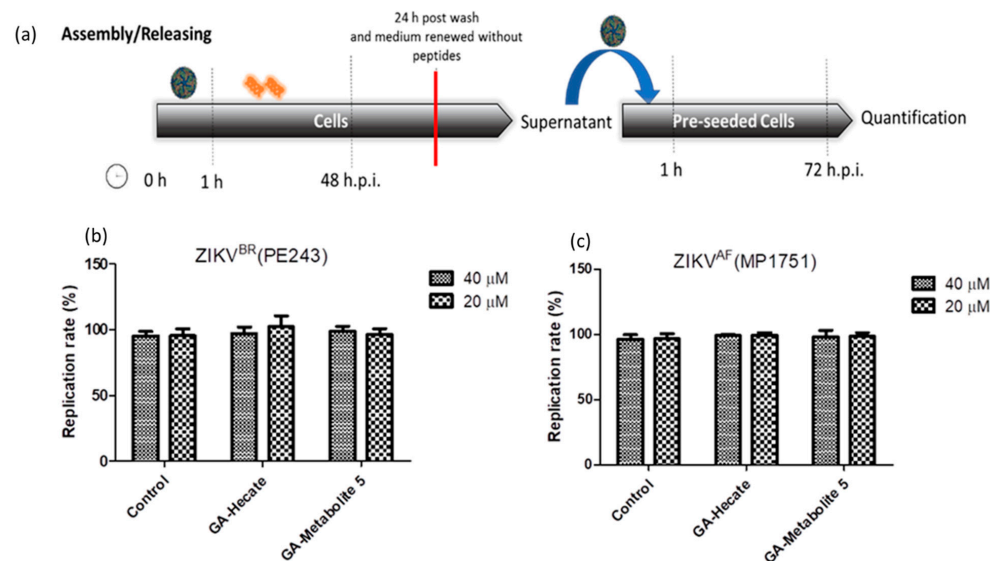 (a) Assembly/Releasing
24 h post wash
and medium renewed without
peptides
Cells
Supernatant
Pre-seeded Cells
Quantification
0 h
1 h
48 h.p.i.
1 h
72 h.p.i.
(b)
ZIKVBR(PE243)
150
100
50
0
Replication rate (%)
40 µM
20 µM
Control
GA-Hecate
GA-Metabolite 5
(c)
ZIKVAF(MP1751)
150
100
50
0
Replication rate (%)
40 µM
20 µM
Control
GA-Hecate
GA-Metabolite 5